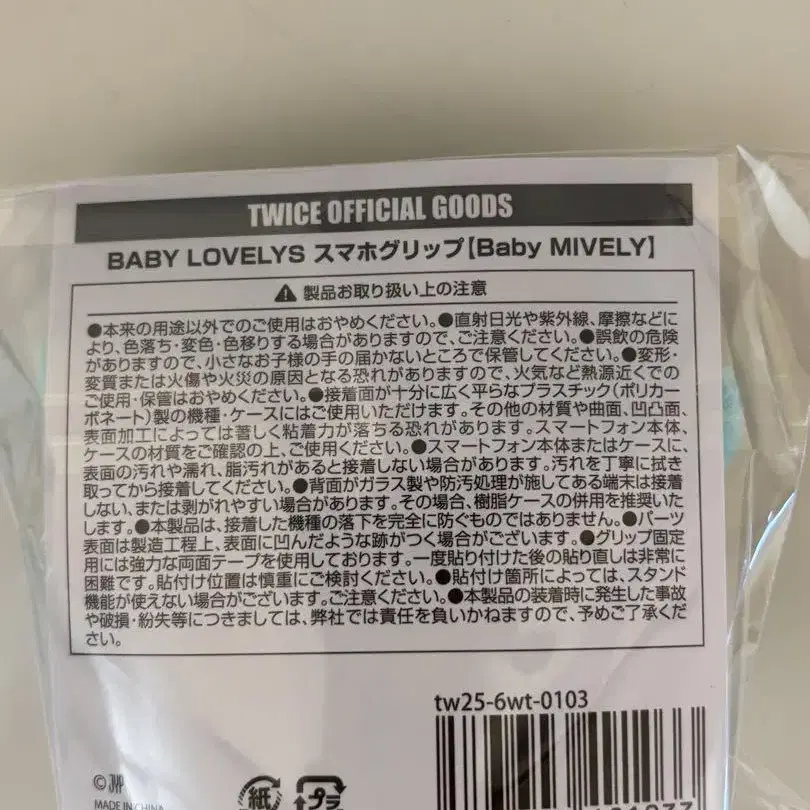 TWICE OFFICIAL GOODS
BABY LOVELYS スマホグリップ【Baby MIVELY】
製品お取り扱い上の注意
●本来の用途以外でのご使用はおやめください。●直射日光や紫外線、摩擦などに
より、色落ち・変色・色移りする場合がありますので、ご注意ください。●誤飲の危険
がありますので、小さなお子様の手の届かないところで保管してください。●変形・
変質または火傷や火災の原因となる恐れがありますので、火気など熱源近くでの
ご使用・保管はおやめください。●接着面が十分に広く平らなプラスチック(ポリカー
ボネート)製の機種・ケースにはご使用いただけます。その他の材質や曲面、凹凸面、
表面加工によっては著しく粘着力が落ちる恐れがあります。スマートフォン本体、
ケースの材質をご確認の上、ご使用ください。●スマートフォン本体またはケースに、
表面の汚れや濡れ、脂汚れがあると接着しない場合があります。汚れを丁寧に拭き
取ってから接着してください。●背面がガラス製や防汚処理が施してある端末は接着
しない、または剥がれやすい場合があります。その場合、樹脂ケースの併用を推奨いた
します。●本製品は、接着した機種の落下を完全に防ぐものではありません。●パーツ
表面は製造工程上、表面に凹んだような跡がつく場合がございます。●グリップ固定
用には強力な両面テープを使用しております。一度貼り付けた後の貼り直しは非常に
困難です。貼付け位置は慎重にご検討ください。●貼付け箇所によっては、スタンド
機能が使えない場合がございます。ご注意ください。●本製品の装着時に発生した事故
や破損・紛失等につきましては、弊社では責任を負いかねますので、予めご了承くだ
さい。
tw25-6wt-0103
© JYP
MADE IN CHINA
紙
プラ